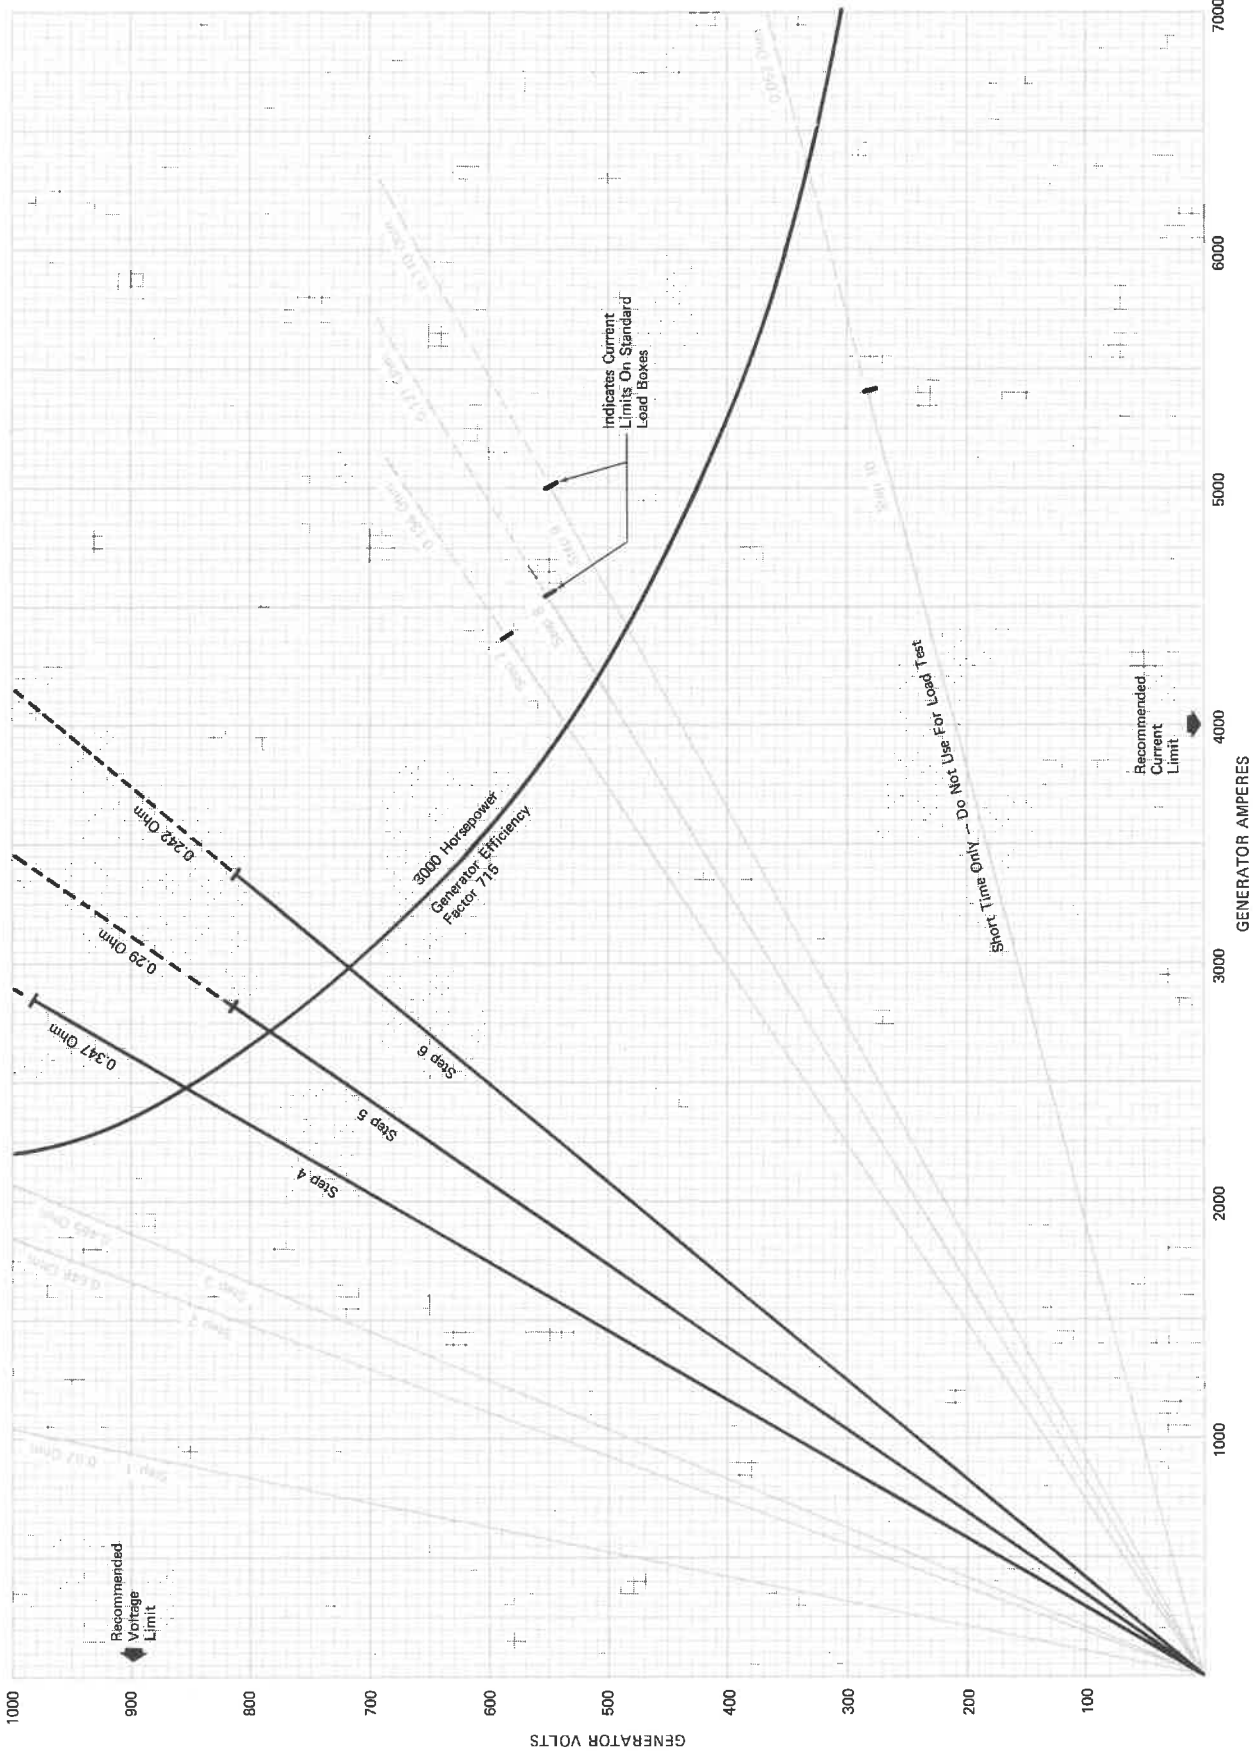 GENERATOR VOLTS
1000
900
800
700
600
500
400
300
200
100
Recommended
Voltage
Limit
Step 1
Step 2
Step 3
0.347 Ohm
Step 4
0.29 Ohm
Step 5
0.242 Ohm
Step 6
3000 Horsepower
Generator Efficiency
Factor 715
Step 7
Step 8
Step 9
Step 10
Indicates Current
Limits On Standard
Load Boxes
Short Time Only — Do Not Use For Load Test
Recommended
Current
Limit
1000
2000
3000
4000
5000
6000
7000
GENERATOR AMPERES